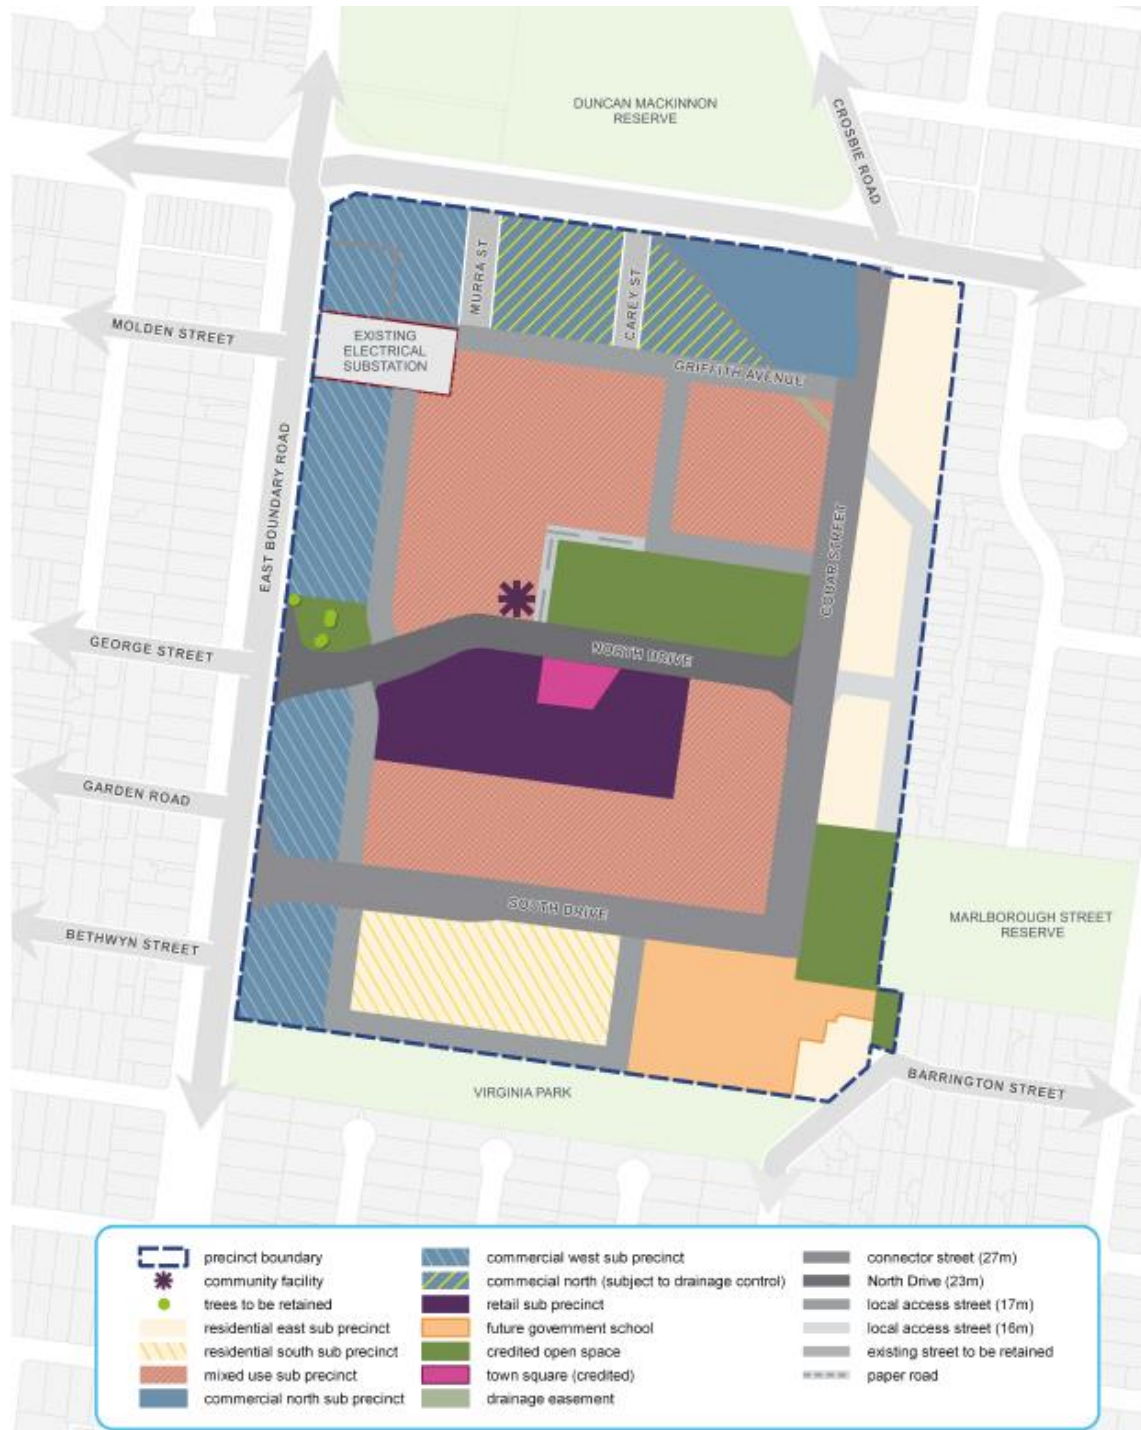 DUNCAN MACKINNON
RESERVE
CROSBIE ROAD
MURRA ST
CAREY ST
MOLDEN STREET
EXISTING
ELECTRICAL
SUBSTATION
GRIFFITH AVENUE
EAST BOUNDARY ROAD
COBAR STREET
GEORGE STREET
NORTH DRIVE
GARDEN ROAD
SOUTH DRIVE
MARLBOROUGH STREET
RESERVE
BETHWYN STREET
BARRINGTON STREET
VIRGINIA PARK
precinct boundary
community facility
trees to be retained
residential east sub precinct
residential south sub precinct
mixed use sub precinct
commercial north sub precinct
commercial west sub precinct
commecial north (subject to drainage control)
retail sub precinct
future government school
credited open space
town square (credited)
drainage easement
connector street (27m)
North Drive (23m)
local access street (17m)
local access street (16m)
existing street to be retained
paper road